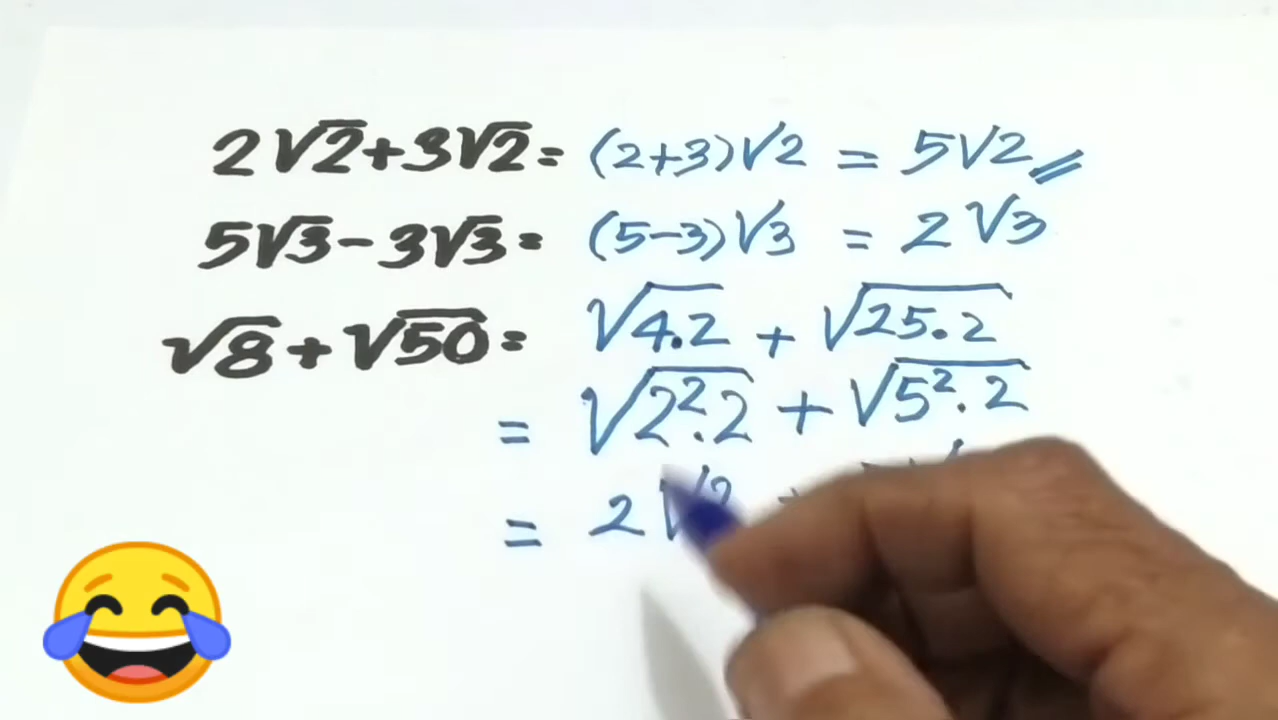 2√2+3√2= (2+3)√2 = 5√2
5√3-3√3= (5-3)√3 = 2√3
√8+√50= √4.2 + √25.2
= √2².2 + √5².2
= 2√2 +